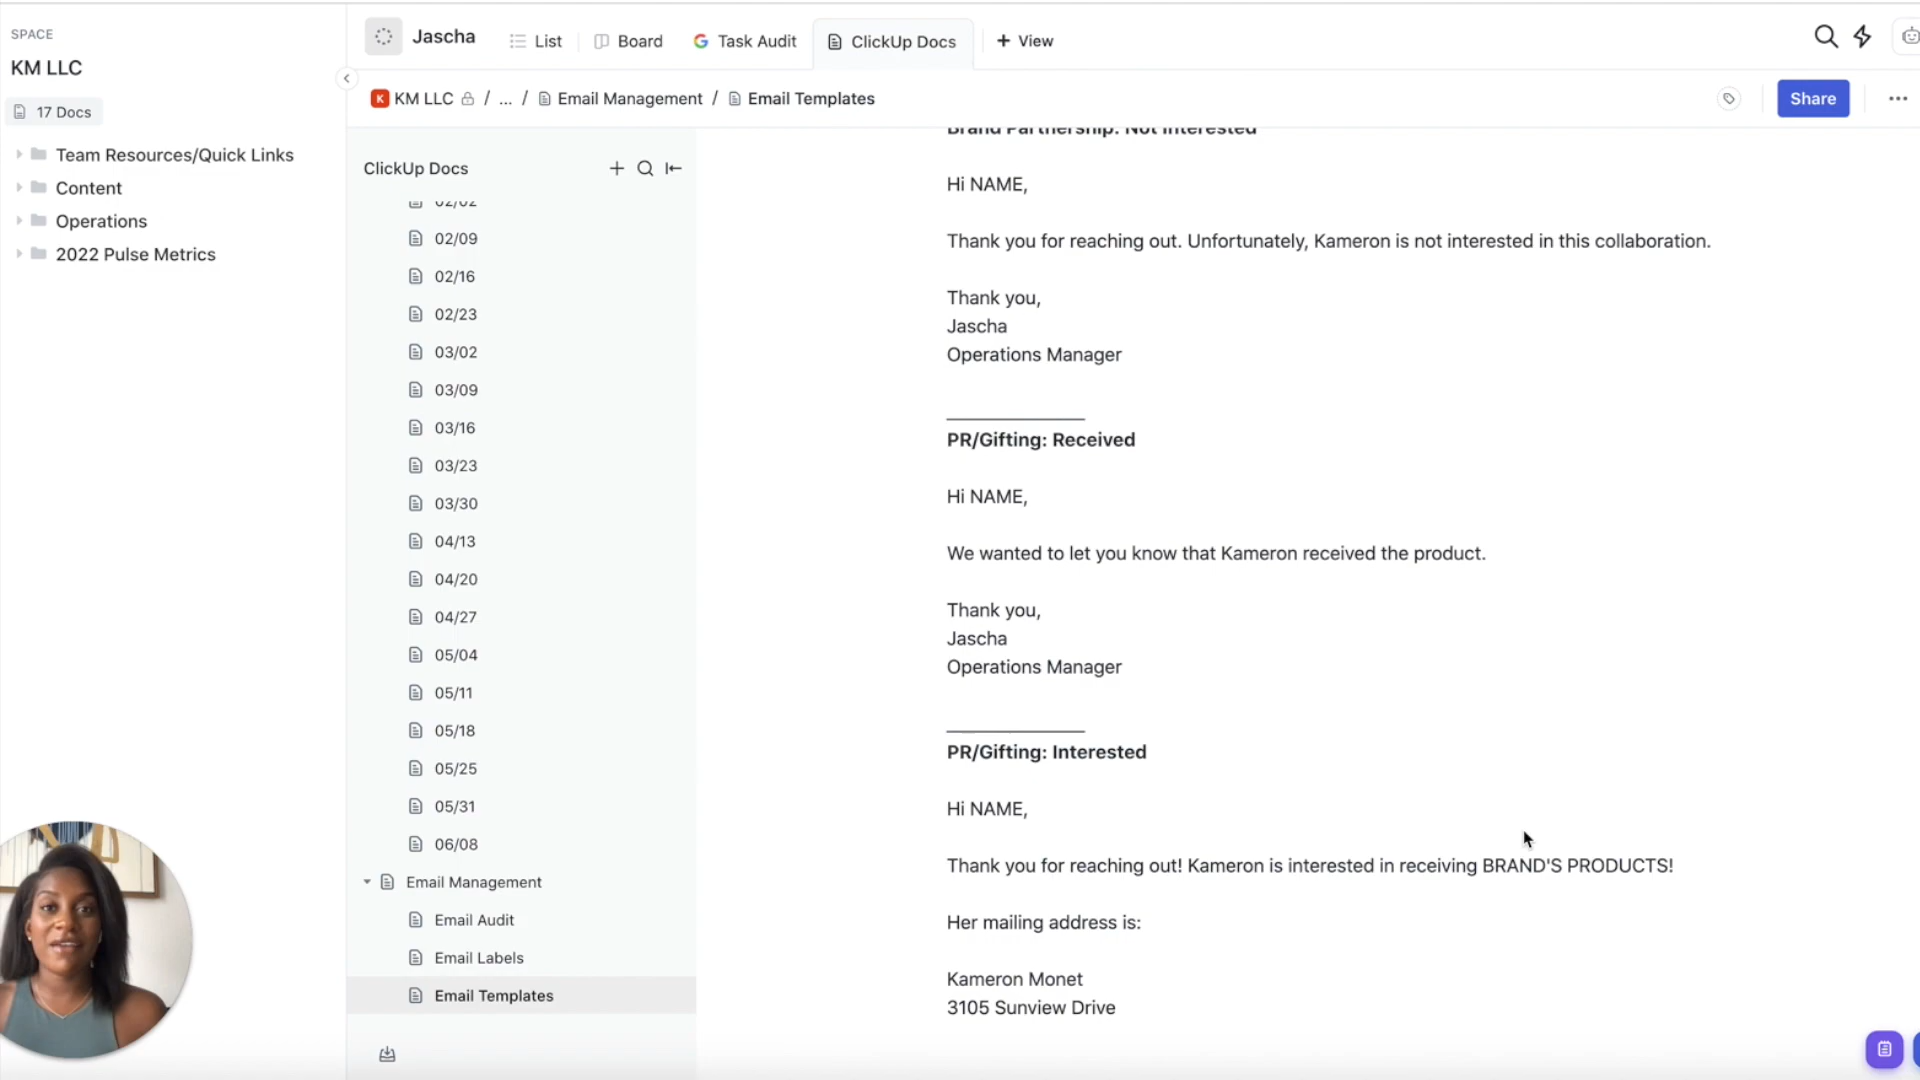 SPACE
KM LLC
17 Docs
Team Resources/Quick Links
Content
Operations
2022 Pulse Metrics
Jascha
List
Board
Task Audit
ClickUp Docs
+ View
K KM LLC / ... / Email Management / Email Templates
Share
ClickUp Docs
02/02
02/09
02/16
02/23
03/02
03/09
03/16
03/23
03/30
04/13
04/20
04/27
05/04
05/11
05/18
05/25
05/31
06/08
Email Management
Email Audit
Email Labels
Email Templates
Brand Partnership: Not Interested
Hi NAME,
Thank you for reaching out. Unfortunately, Kameron is not interested in this collaboration.
Thank you,
Jascha
Operations Manager
PR/Gifting: Received
Hi NAME,
We wanted to let you know that Kameron received the product.
Thank you,
Jascha
Operations Manager
PR/Gifting: Interested
Hi NAME,
Thank you for reaching out! Kameron is interested in receiving BRAND'S PRODUCTS!
Her mailing address is:
Kameron Monet
3105 Sunview Drive